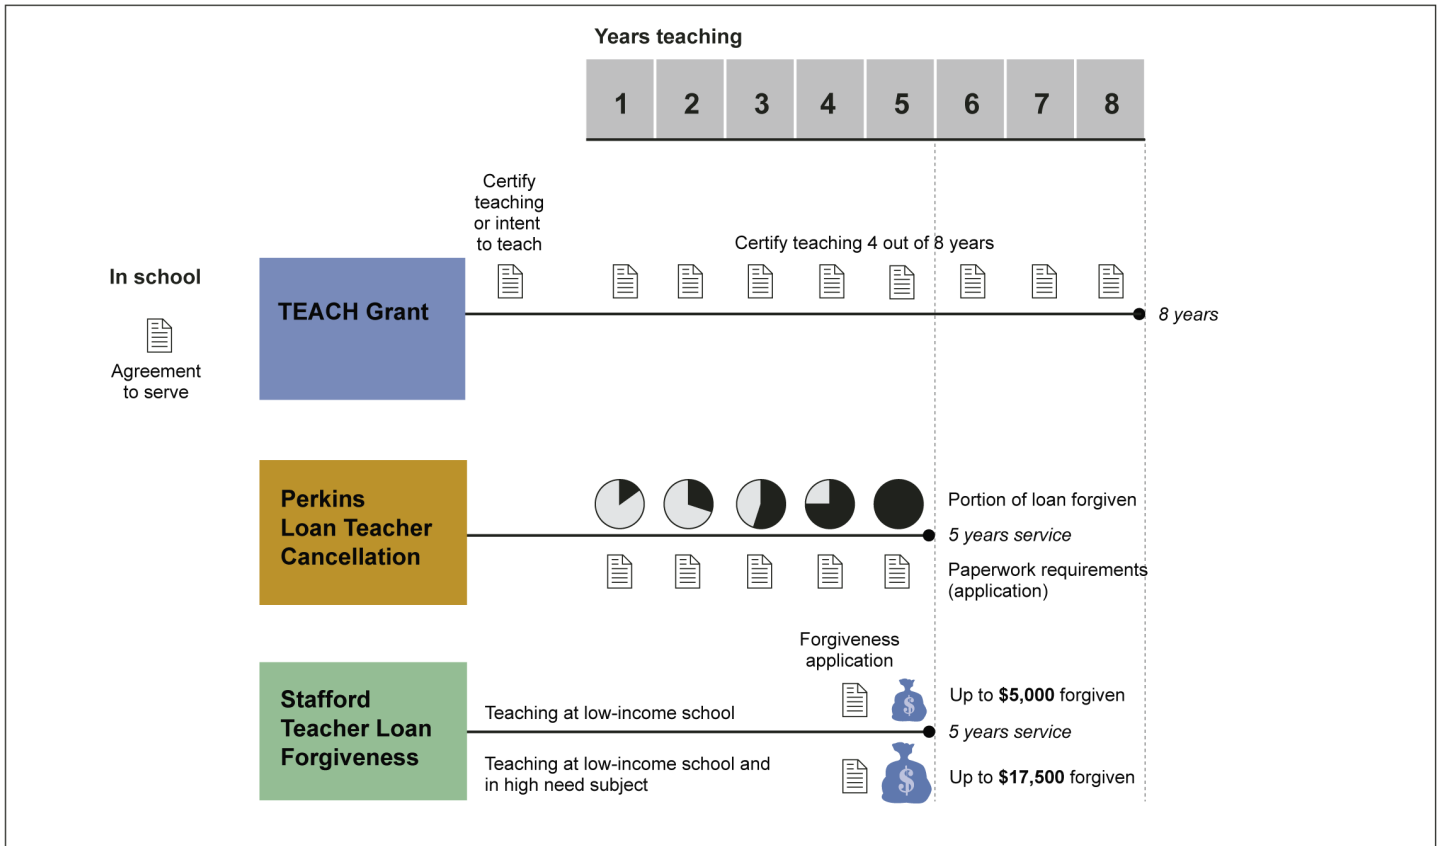 Years teaching
1 2 3 4 5 6 7 8
Certify
teaching
or intent
to teach
Certify teaching 4 out of 8 years
In school
Agreement
to serve
TEACH Grant
8 years
Perkins
Loan Teacher
Cancellation
Portion of loan forgiven
5 years service
Paperwork requirements
(application)
Stafford
Teacher Loan
Forgiveness
Forgiveness
application
Teaching at low-income school
$
Up to $5,000 forgiven
5 years service
Teaching at low-income school and
in high need subject
$
Up to $17,500 forgiven